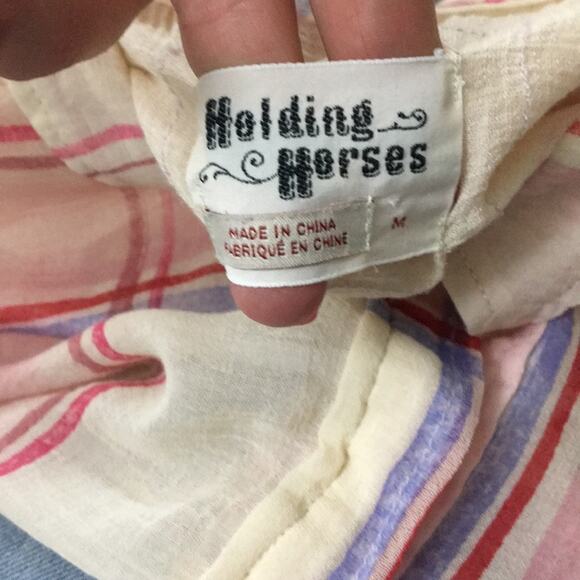 Holding
Horses
MADE IN CHINA
FABRIQUÉ EN CHINE
M